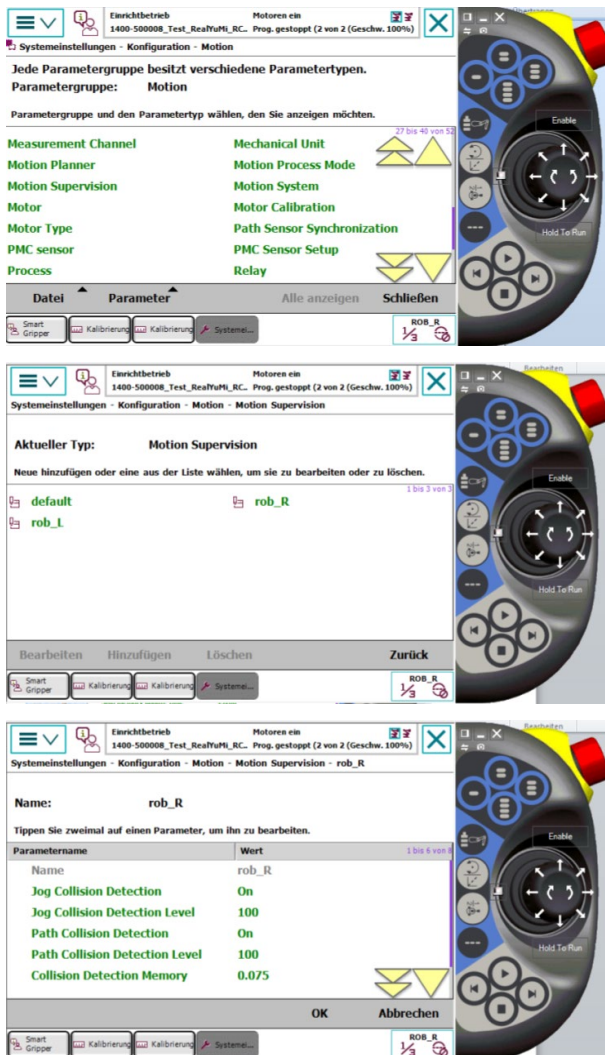 Einrichtbetrieb Motoren ein
1400-500008_Test_RealYuMi_RC.. Prog. gestoppt (2 von 2 (Geschw. 100%)
Systemeinstellungen - Konfiguration - Motion
Jede Parametergruppe besitzt verschiedene Parametertypen.
Parametergruppe: Motion
Parametergruppe und den Parametertyp wählen, den Sie anzeigen möchten.
27 bis 40 von 52
Measurement Channel Mechanical Unit
Motion Planner Motion Process Mode
Motion Supervision Motion System
Motor Motor Calibration
Motor Type Path Sensor Synchronization
PMC sensor PMC Sensor Setup
Process Relay
Datei Parameter Alle anzeigen Schließen
Smart Gripper Kalibrierung Kalibrierung Systemei...
ROB_R
1/3
Enable
Hold To Run
Bearbeiten
Einrichtbetrieb Motoren ein
1400-500008_Test_RealYuMi_RC.. Prog. gestoppt (2 von 2 (Geschw. 100%)
Systemeinstellungen - Konfiguration - Motion - Motion Supervision
Aktueller Typ: Motion Supervision
Neue hinzufügen oder eine aus der Liste wählen, um sie zu bearbeiten oder zu löschen.
1 bis 3 von 3
default rob_R
rob_L
Bearbeiten Hinzufügen Löschen Zurück
Smart Gripper Kalibrierung Kalibrierung Systemei...
ROB_R
1/3
Enable
Hold To Run
Bearbeiten
Einrichtbetrieb Motoren ein
1400-500008_Test_RealYuMi_RC.. Prog. gestoppt (2 von 2 (Geschw. 100%)
Systemeinstellungen - Konfiguration - Motion - Motion Supervision - rob_R
Name: rob_R
Tippen Sie zweimal auf einen Parameter, um ihn zu bearbeiten.
Parametername Wert 1 bis 6 von 8
Name rob_R
Jog Collision Detection On
Jog Collision Detection Level 100
Path Collision Detection On
Path Collision Detection Level 100
Collision Detection Memory 0.075
OK Abbrechen
Smart Gripper Kalibrierung Kalibrierung Systemei...
ROB_R
1/3
Enable
Hold To Run